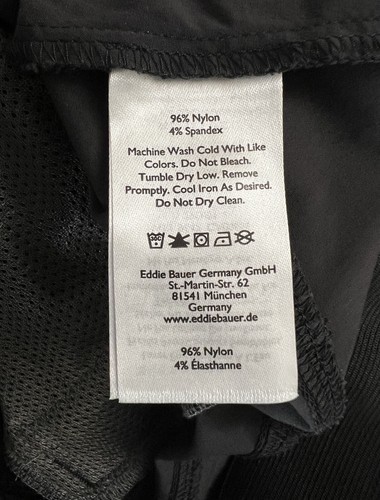 96% Nylon
4% Spandex
Machine Wash Cold With Like
Colors. Do Not Bleach.
Tumble Dry Low. Remove
Promptly. Cool Iron As Desired.
Do Not Dry Clean.
30C
Eddie Bauer Germany GmbH
St.-Martin-Str. 62
81541 München
Germany
www.eddiebauer.de
96% Nylon
4% Élasthanne